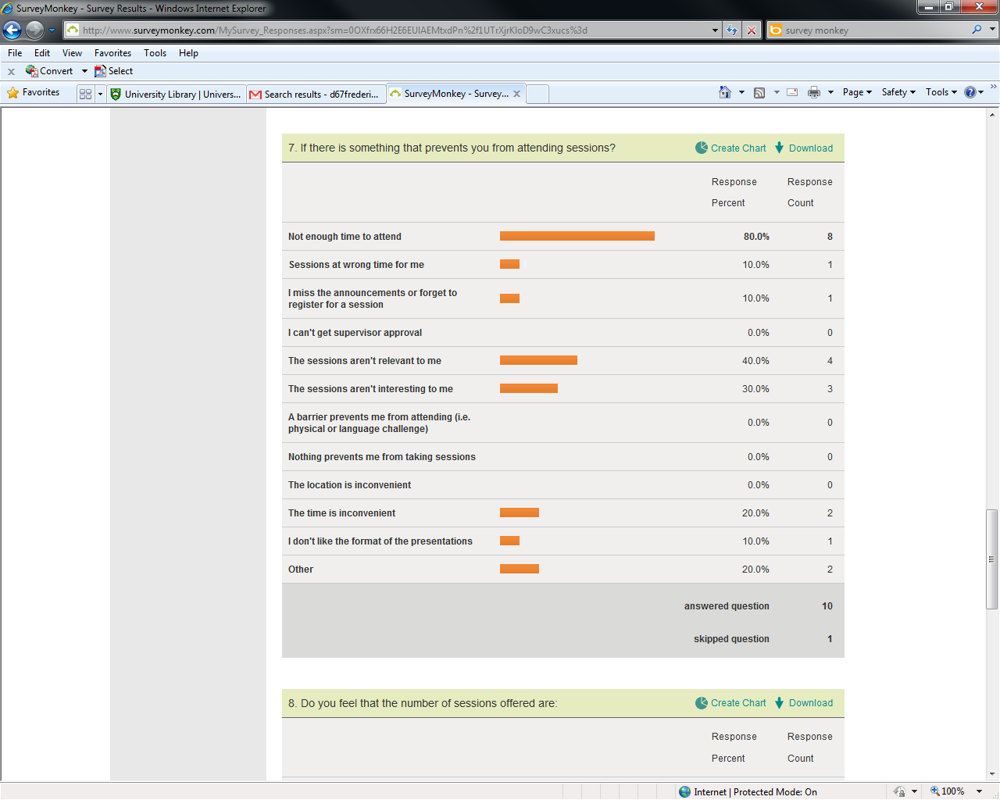 SurveyMonkey - Survey Results - Windows Internet Explorer
http://www.surveymonkey.com/MySurvey_Responses.aspx?sm=0OXfrx66H2E6EUIAEMtxdPn%2f1UTrXjrKIoD9wC3xucs%3d
survey monkey
File Edit View Favorites Tools Help
x Convert Select
Favorites University Library | Univers... Search results - d67frederi... SurveyMonkey - Survey... Page Safety Tools
7. If there is something that prevents you from attending sessions? Create Chart Download
Response Response
Percent Count
Not enough time to attend 80.0% 8
Sessions at wrong time for me 10.0% 1
I miss the announcements or forget to
register for a session 10.0% 1
I can't get supervisor approval 0.0% 0
The sessions aren't relevant to me 40.0% 4
The sessions aren't interesting to me 30.0% 3
A barrier prevents me from attending (i.e.
physical or language challenge) 0.0% 0
Nothing prevents me from taking sessions 0.0% 0
The location is inconvenient 0.0% 0
The time is inconvenient 20.0% 2
I don't like the format of the presentations 10.0% 1
Other 20.0% 2
answered question 10
skipped question 1
8. Do you feel that the number of sessions offered are: Create Chart Download
Response Response
Percent Count
Internet | Protected Mode: On 100%